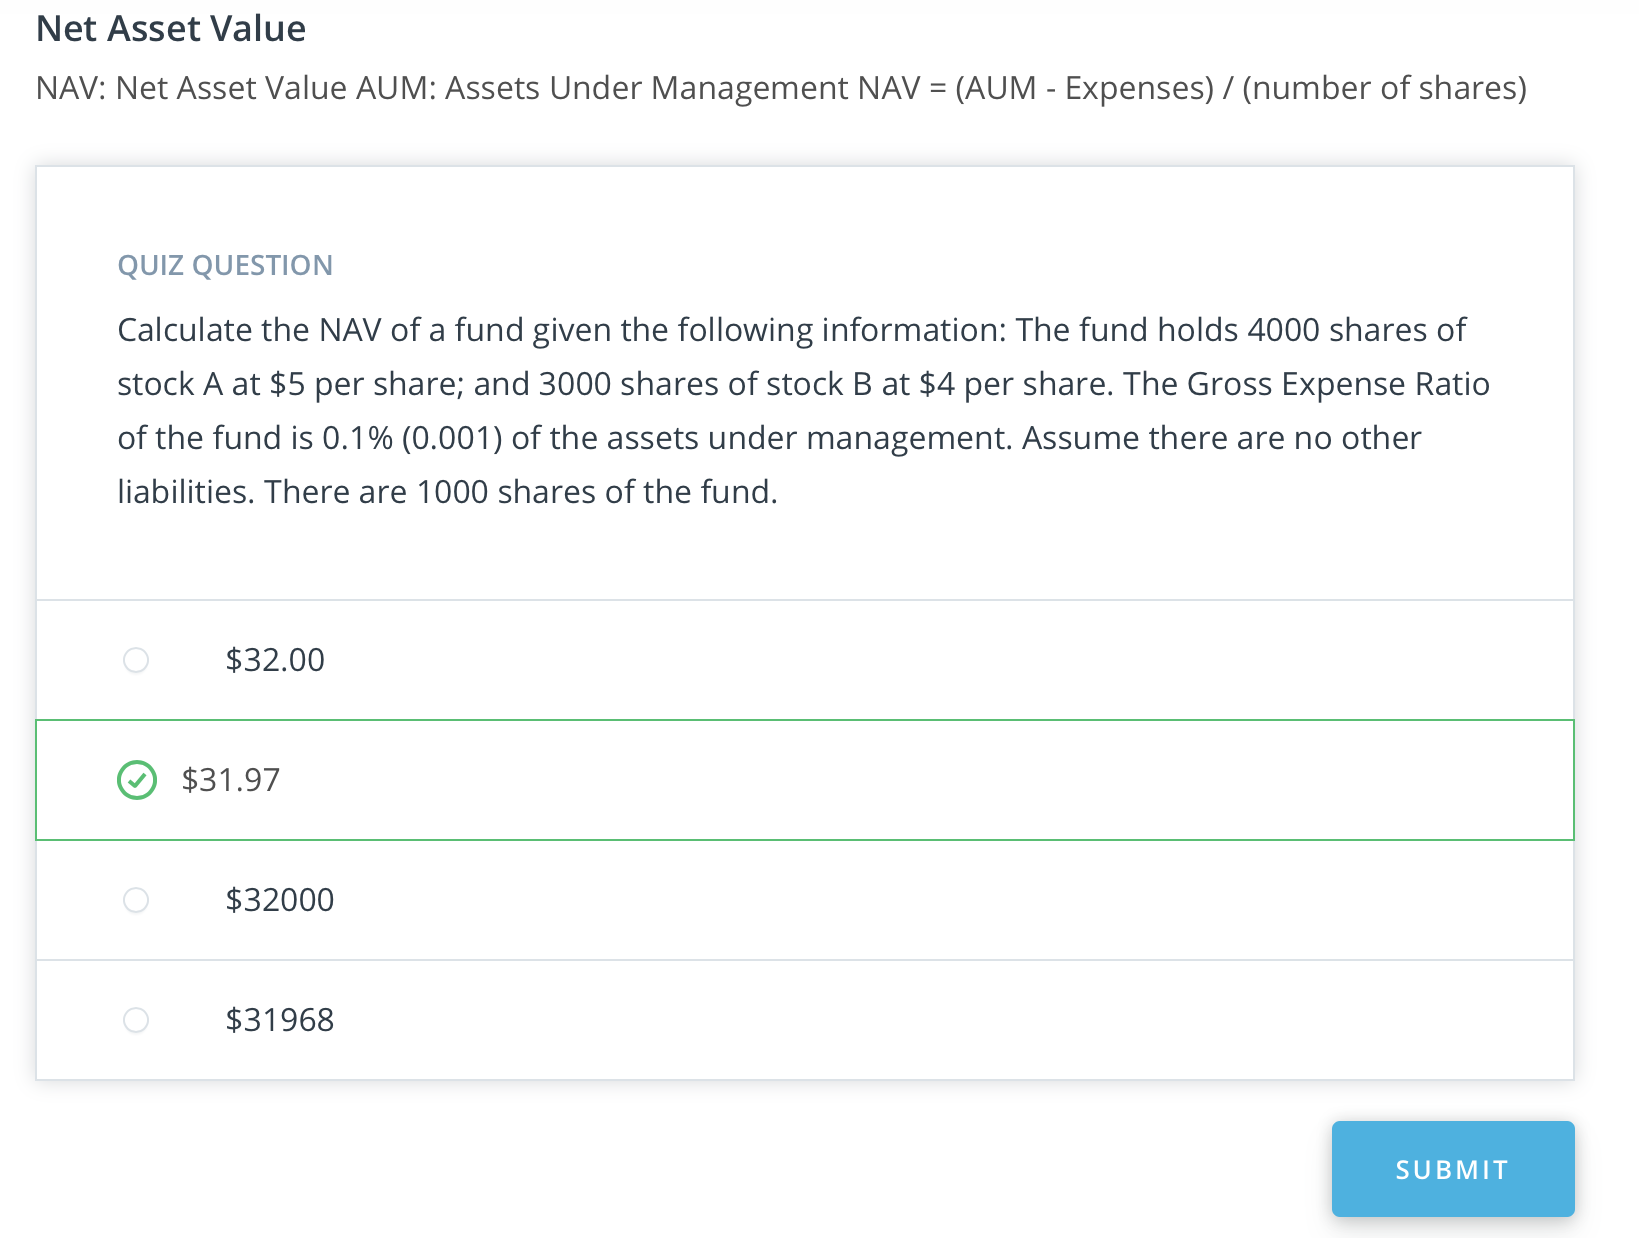 Net Asset Value
NAV: Net Asset Value AUM: Assets Under Management NAV = (AUM - Expenses) / (number of shares)
QUIZ QUESTION
Calculate the NAV of a fund given the following information: The fund holds 4000 shares of
stock A at $5 per share; and 3000 shares of stock B at $4 per share. The Gross Expense Ratio
of the fund is 0.1% (0.001) of the assets under management. Assume there are no other
liabilities. There are 1000 shares of the fund.
$32.00
$31.97
$32000
$31968
SUBMIT